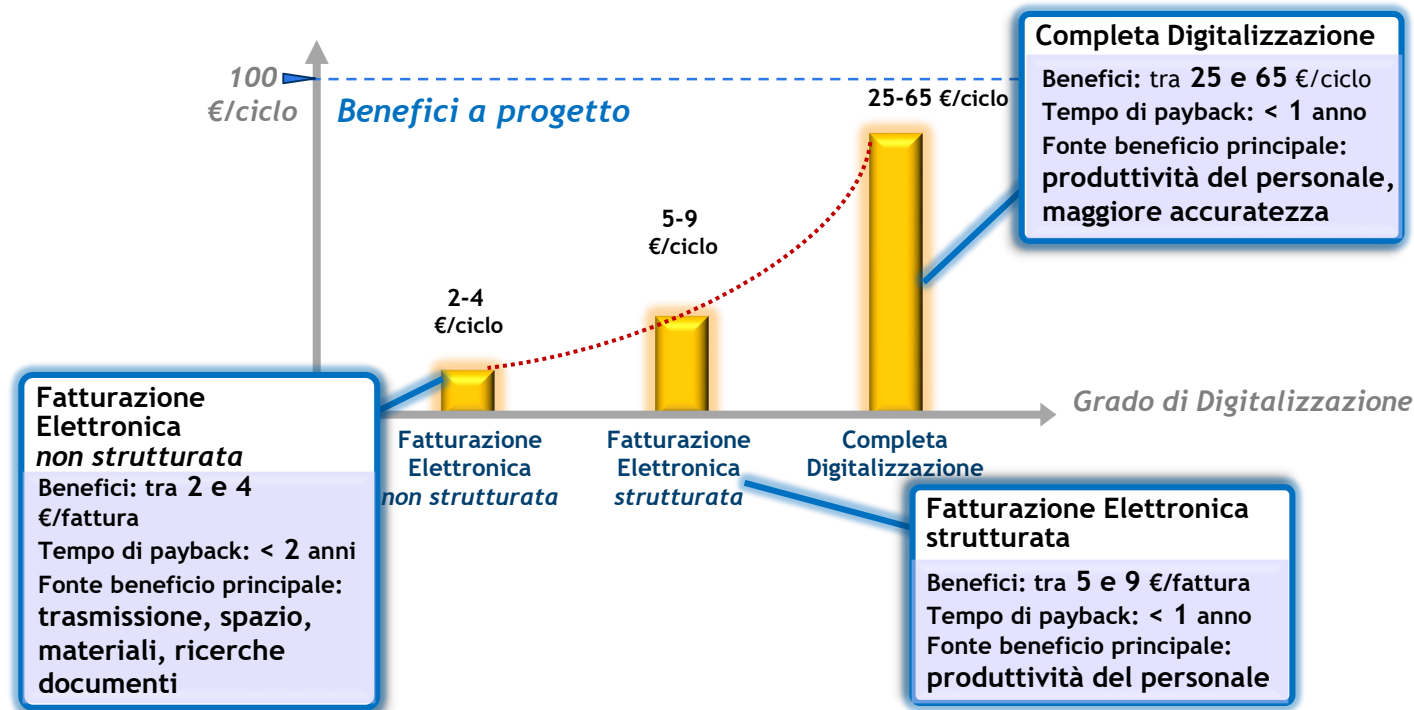 100
€/ciclo
Benefici a progetto
2-4
€/ciclo
5-9
€/ciclo
25-65 €/ciclo
Completa Digitalizzazione
Benefici: tra 25 e 65 €/ciclo
Tempo di payback: < 1 anno
Fonte beneficio principale:
produttività del personale,
maggiore accuratezza
Grado di Digitalizzazione
Fatturazione
Elettronica
non strutturata
Fatturazione
Elettronica
strutturata
Completa
Digitalizzazione
Fatturazione
Elettronica
non strutturata
Benefici: tra 2 e 4
€/fattura
Tempo di payback: < 2 anni
Fonte beneficio principale:
trasmissione, spazio,
materiali, ricerche
documenti
Fatturazione Elettronica
strutturata
Benefici: tra 5 e 9 €/fattura
Tempo di payback: < 1 anno
Fonte beneficio principale:
produttività del personale